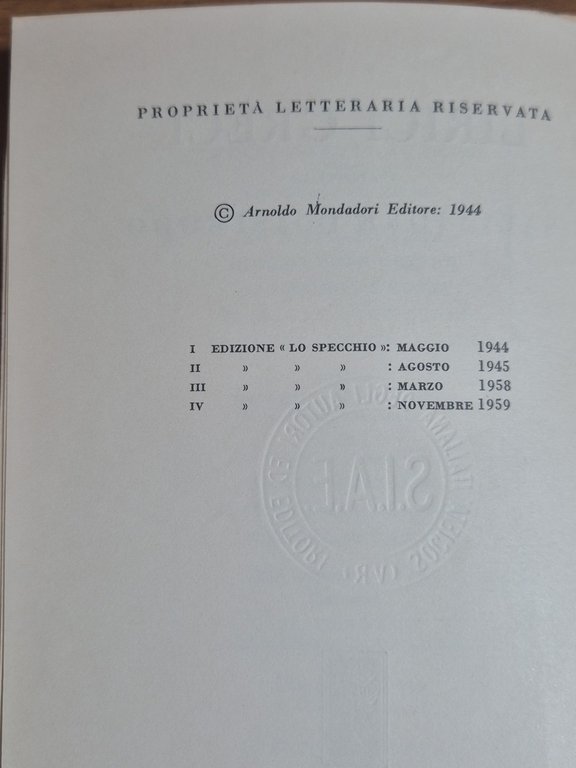 PROPRIETÀ LETTERARIA RISERVATA
© Arnoldo Mondadori Editore: 1944
I EDIZIONE « LO SPECCHIO »: MAGGIO 1944
II » » » : AGOSTO 1945
III » » » : MARZO 1958
IV » » » : NOVEMBRE 1959
S.I.A.E.